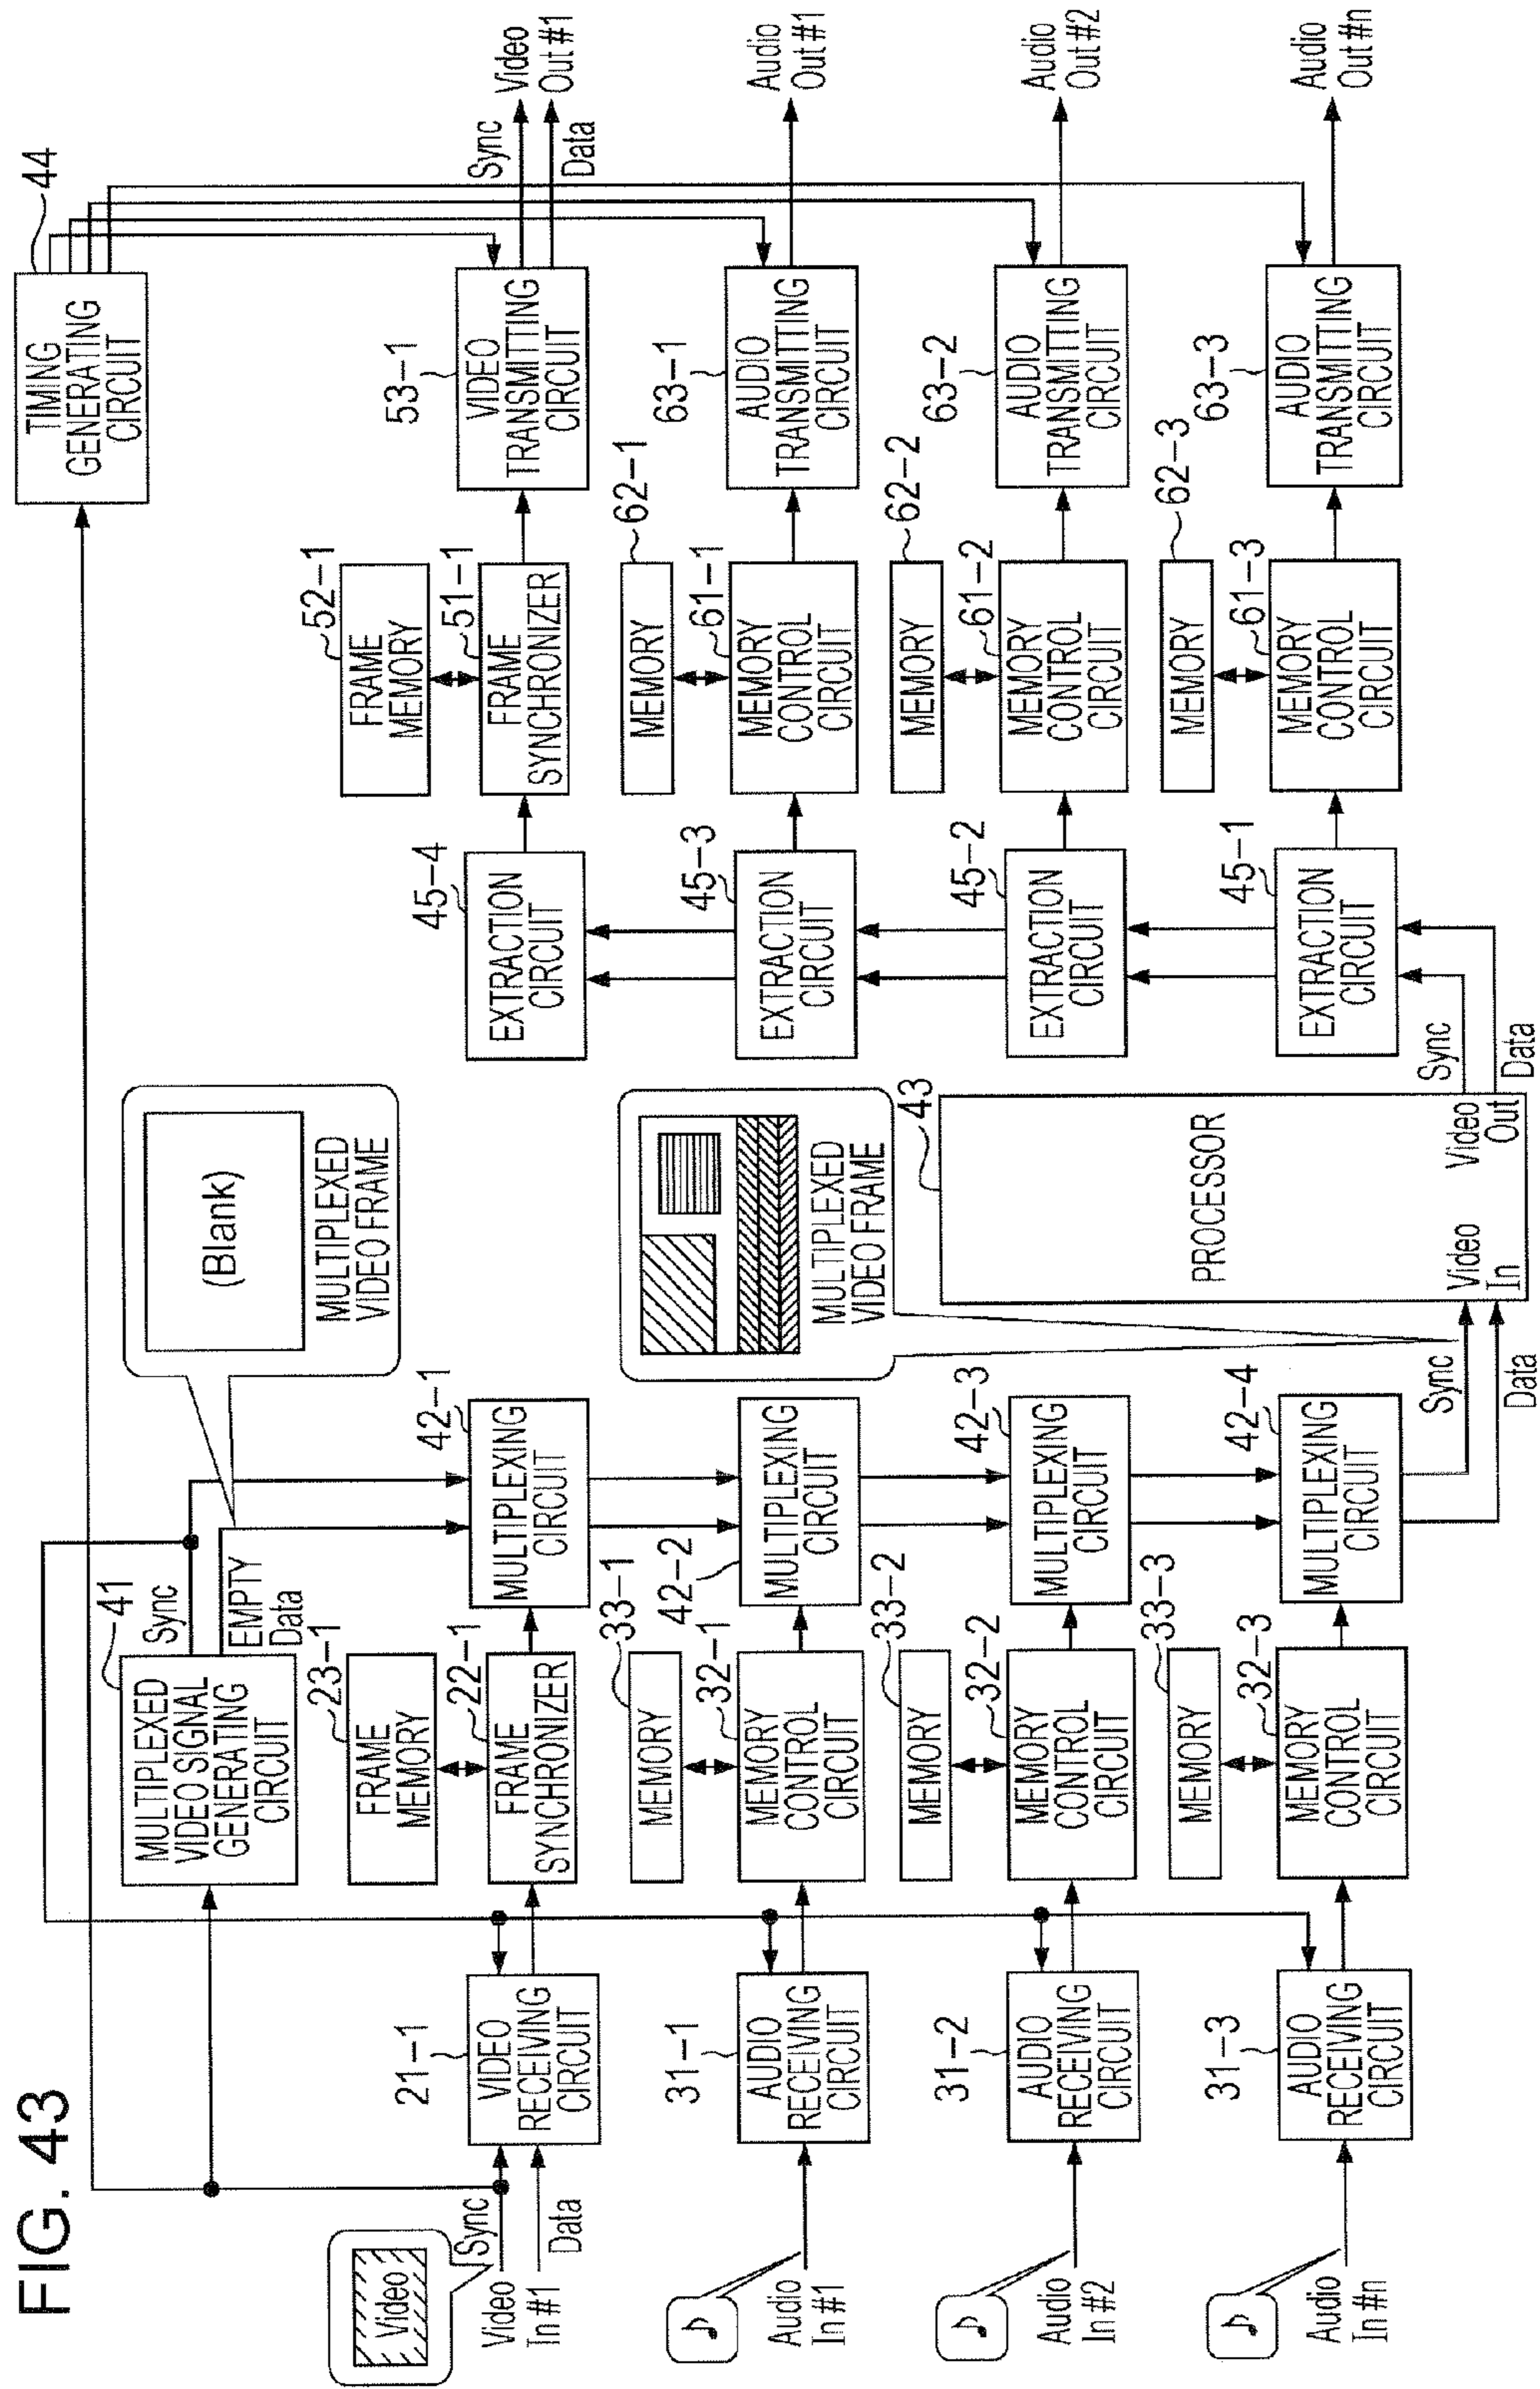 FIG. 43
Video
Sync
Video
In #1
Data
21-1
VIDEO
RECEIVING
CIRCUIT
♪
Audio
In #1
31-1
AUDIO
RECEIVING
CIRCUIT
♪
Audio
In #2
31-2
AUDIO
RECEIVING
CIRCUIT
♪
Audio
In #n
31-3
AUDIO
RECEIVING
CIRCUIT
41
MULTIPLEXED
VIDEO SIGNAL
GENERATING
CIRCUIT
Sync
EMPTY
Data
23-1
FRAME
MEMORY
22-1
FRAME
SYNCHRONIZER
33-1
MEMORY
32-1
MEMORY
CONTROL
CIRCUIT
33-2
MEMORY
32-2
MEMORY
CONTROL
CIRCUIT
33-3
MEMORY
32-3
MEMORY
CONTROL
CIRCUIT
42-1
MULTIPLEXING
CIRCUIT
42-2
MULTIPLEXING
CIRCUIT
42-3
MULTIPLEXING
CIRCUIT
42-4
MULTIPLEXING
CIRCUIT
(Blank)
MULTIPLEXED
VIDEO FRAME
MULTIPLEXED
VIDEO FRAME
Sync
Data
43
PROCESSOR
Video
In
Video
Out
Sync
Data
45-4
EXTRACTION
CIRCUIT
45-3
EXTRACTION
CIRCUIT
45-2
EXTRACTION
CIRCUIT
45-1
EXTRACTION
CIRCUIT
52-1
FRAME
MEMORY
51-1
FRAME
SYNCHRONIZER
62-1
MEMORY
61-1
MEMORY
CONTROL
CIRCUIT
62-2
MEMORY
61-2
MEMORY
CONTROL
CIRCUIT
62-3
MEMORY
61-3
MEMORY
CONTROL
CIRCUIT
44
TIMING
GENERATING
CIRCUIT
53-1
VIDEO
TRANSMITTING
CIRCUIT
63-1
AUDIO
TRANSMITTING
CIRCUIT
63-2
AUDIO
TRANSMITTING
CIRCUIT
63-3
AUDIO
TRANSMITTING
CIRCUIT
Sync
Video
Out #1
Data
Audio
Out #1
Audio
Out #2
Audio
Out #n